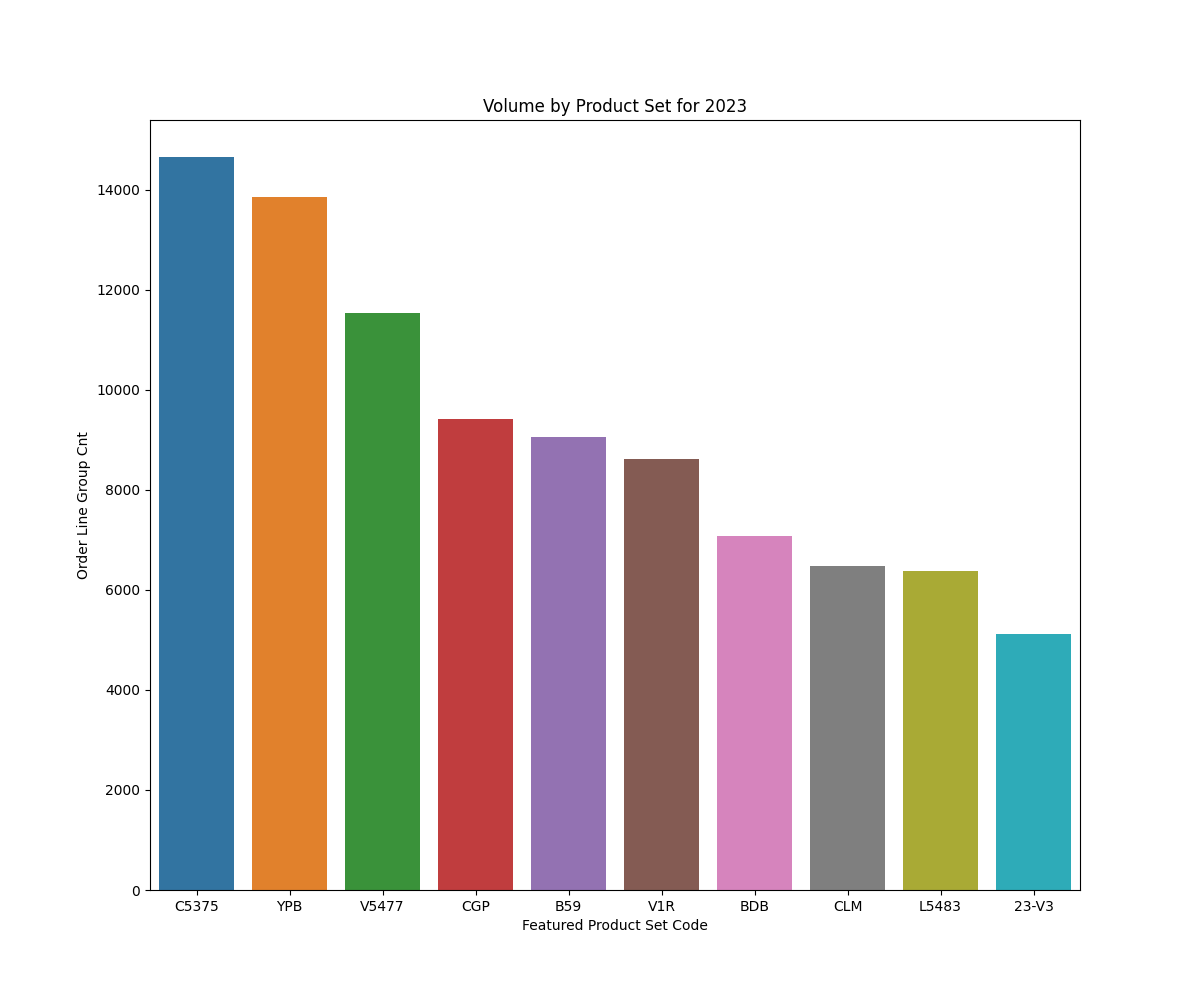 Volume by Product Set for 2023
14000
12000
10000
8000
6000
4000
2000
0
Order Line Group Cnt
C5375 YPB V5477 CGP B59 V1R BDB CLM L5483 23-V3
Featured Product Set Code